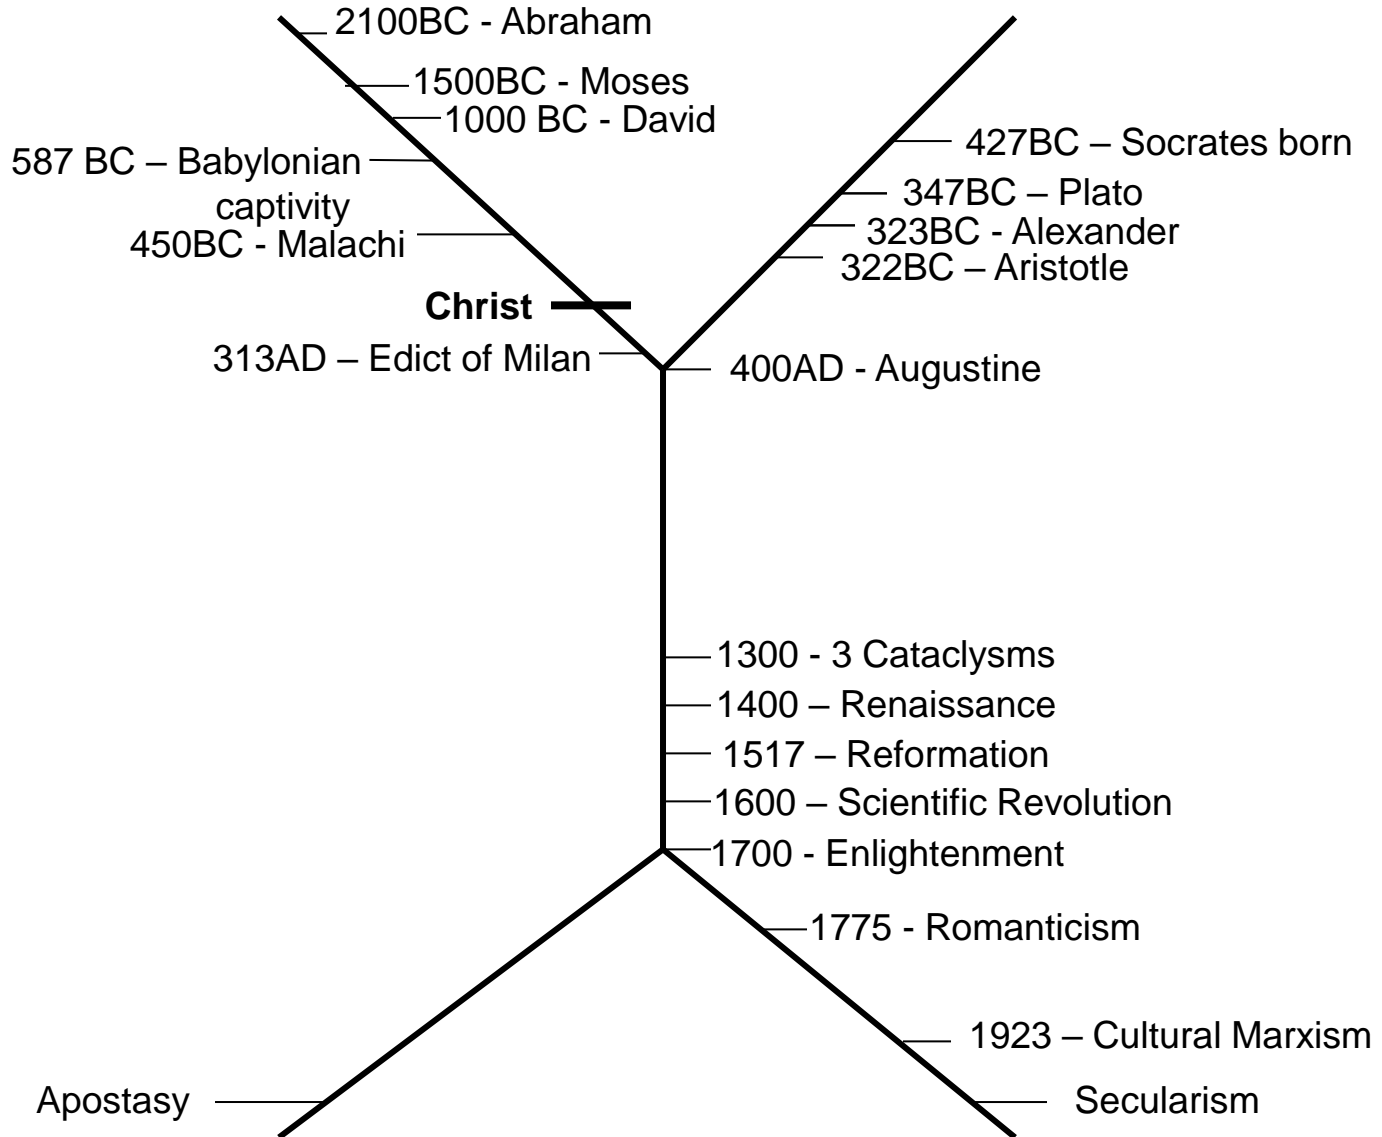 2100BC - Abraham
1500BC - Moses
1000 BC - David
427BC – Socrates born
587 BC – Babylonian
captivity
347BC – Plato
323BC - Alexander
450BC - Malachi
322BC – Aristotle
Christ
313AD – Edict of Milan
400AD - Augustine
1300 - 3 Cataclysms
1400 – Renaissance
1517 – Reformation
1600 – Scientific Revolution
1700 - Enlightenment
1775 - Romanticism
1923 – Cultural Marxism
Apostasy
Secularism